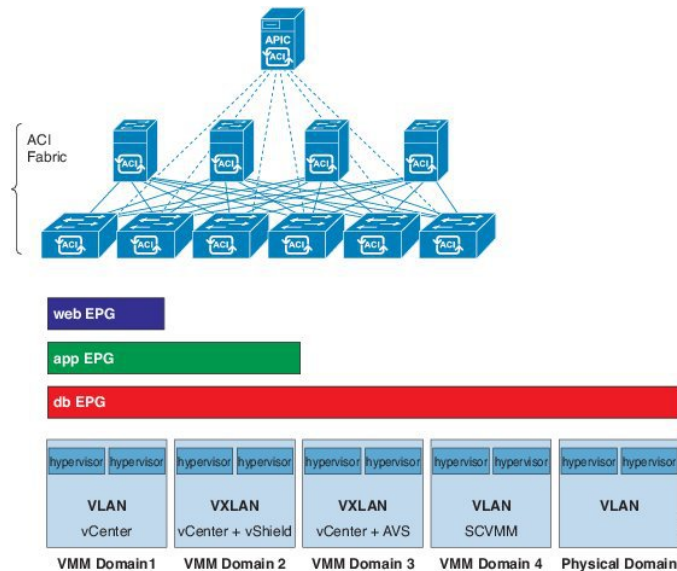 APIC
ACI
ACI
Fabric
ACI
ACI
ACI
ACI
ACI
ACI
ACI
ACI
ACI
ACI
web EPG
app EPG
db EPG
hypervisor hypervisor
VLAN
vCenter
VMM Domain1
hypervisor hypervisor
VXLAN
vCenter + vShield
VMM Domain 2
hypervisor hypervisor
VXLAN
vCenter + AVS
VMM Domain 3
hypervisor hypervisor
VLAN
SCVMM
VMM Domain 4
hypervisor hypervisor
VLAN
Physical Domain